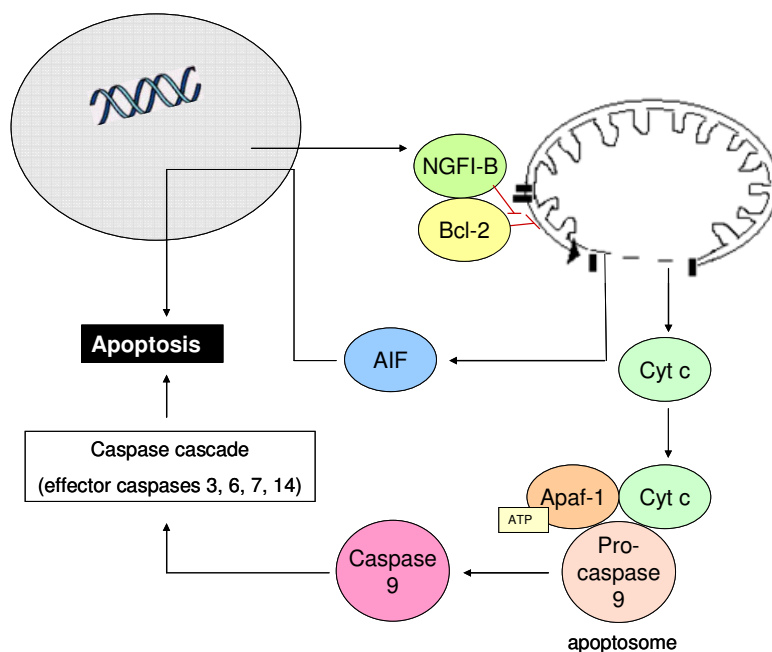 NGFI-B
Bcl-2
Apoptosis
AIF
Cyt c
Caspase cascade
(effector caspases 3, 6, 7, 14)
Apaf-1
Cyt c
ATP
Caspase
9
Pro-
caspase
9
apoptosome